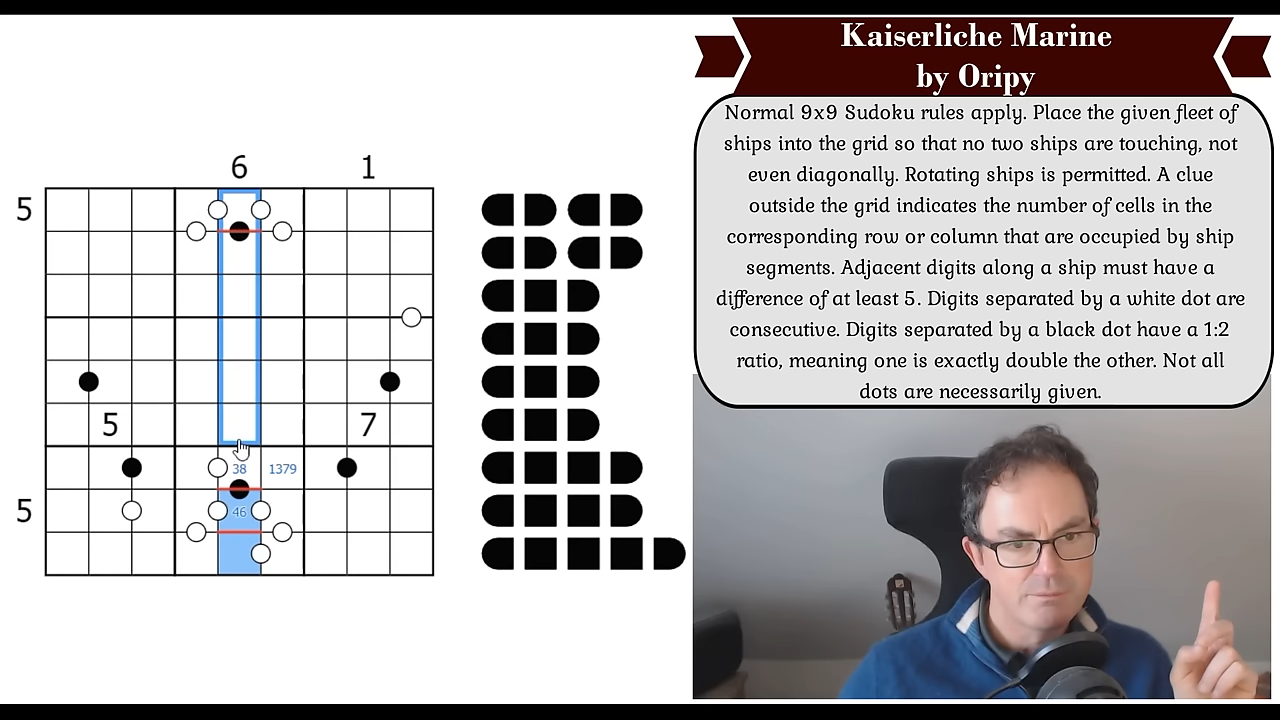 Kaiserliche Marine
by Oripy
Normal 9x9 Sudoku rules apply. Place the given fleet of
ships into the grid so that no two ships are touching, not
even diagonally. Rotating ships is permitted. A clue
outside the grid indicates the number of cells in the
corresponding row or column that are occupied by ship
segments. Adjacent digits along a ship must have a
difference of at least 5. Digits separated by a white dot are
consecutive. Digits separated by a black dot have a 1:2
ratio, meaning one is exactly double the other. Not all
dots are necessarily given.
6 1
5
5 7
38 1379
5 46